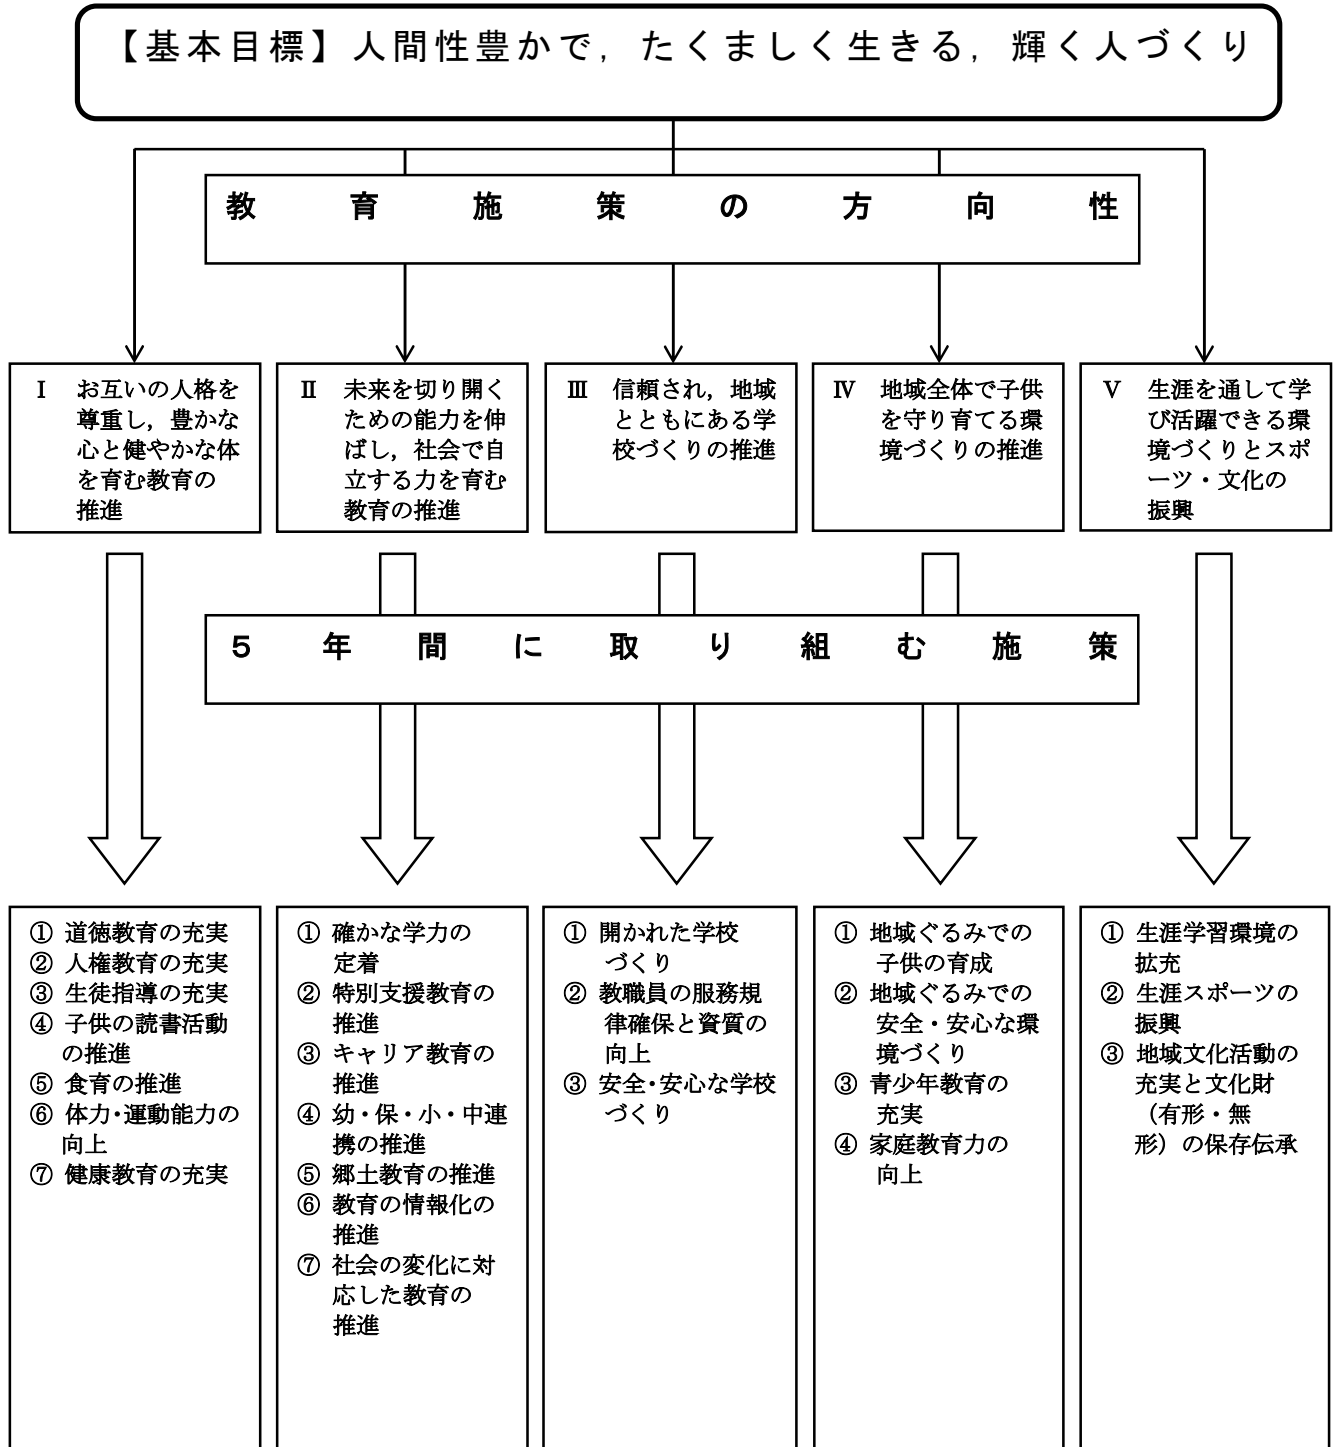 【基本目標】人間性豊かで，たくましく生きる，輝く人づくり
教育施策の方向性
Ⅰ　お互いの人格を
尊重し，豊かな
心と健やかな体
を育む教育の
推進
Ⅱ　未来を切り開く
ための能力を伸
ばし，社会で自
立する力を育む
教育の推進
Ⅲ　信頼され，地域
とともにある学
校づくりの推進
Ⅳ　地域全体で子供
を守り育てる環
境づくりの推進
Ⅴ　生涯を通して学
び活躍できる環
境づくりとスポ
ーツ・文化の
振興
５年間に取り組む施策
① 道徳教育の充実
② 人権教育の充実
③ 生徒指導の充実
④ 子供の読書活動
の推進
⑤ 食育の推進
⑥ 体力・運動能力の
向上
⑦ 健康教育の充実
① 確かな学力の
定着
② 特別支援教育の
推進
③ キャリア教育の
推進
④ 幼・保・小・中連
携の推進
⑤ 郷土教育の推進
⑥ 教育の情報化の
推進
⑦ 社会の変化に対
応した教育の
推進
① 開かれた学校
づくり
② 教職員の服務規
律確保と資質の
向上
③ 安全・安心な学校
づくり
① 地域ぐるみでの
子供の育成
② 地域ぐるみでの
安全・安心な環
境づくり
③ 青少年教育の
充実
④ 家庭教育力の
向上
① 生涯学習環境の
拡充
② 生涯スポーツの
振興
③ 地域文化活動の
充実と文化財
（有形・無
形）の保存伝承